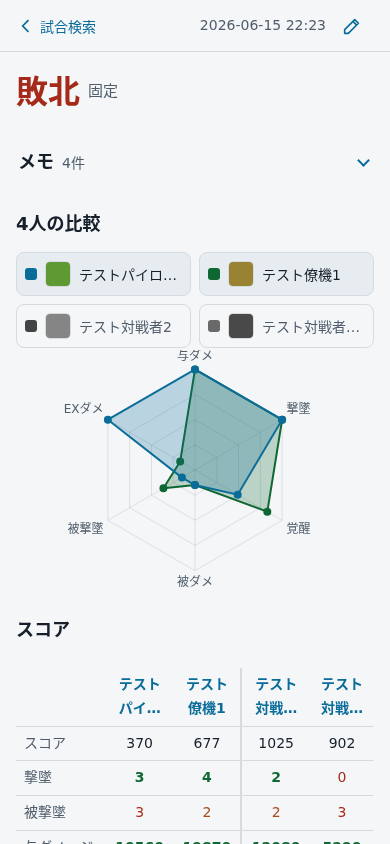 試合検索
2026-06-15 22:23
敗北 固定
メモ 4件
4人の比較
テストパイロ… テスト僚機1
テスト対戦者2 テスト対戦者…
与ダメ
EXダメ 撃墜
被撃墜 覚醒
被ダメ
スコア
テスト テスト テスト テスト
パイ… 僚機1 対戦… 対戦…
スコア 370 677 1025 902
撃墜 3 4 2 0
被撃墜 3 2 2 3